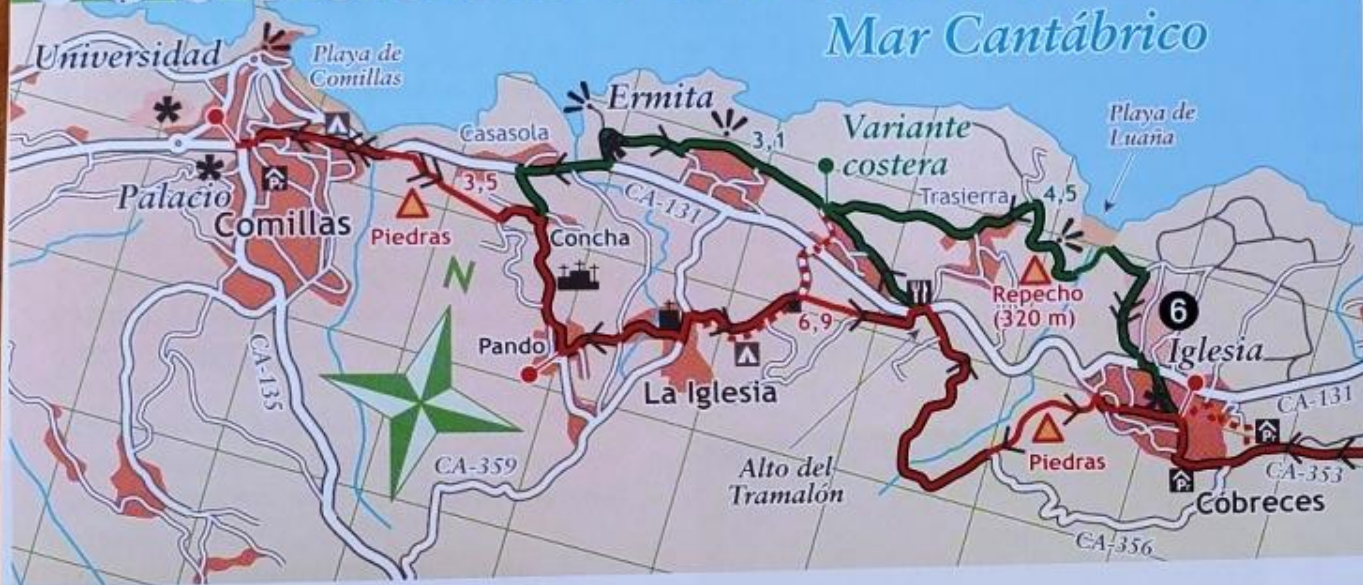 Mar Cantábrico
Universidad
Playa de
Comillas
Ermita
Playa de
Luaña
Casasola
3,1
Variante
costera
Palacio
3,5
CA-131
Trasierra
4,5
Comillas
Piedras
Concha
N
Repecho
(320 m)
6
6,9
Pando
Iglesia
La Iglesia
CA-135
CA-131
CA-359
Alto del
Tramalón
Piedras
CA-353
Cóbreces
CA-356